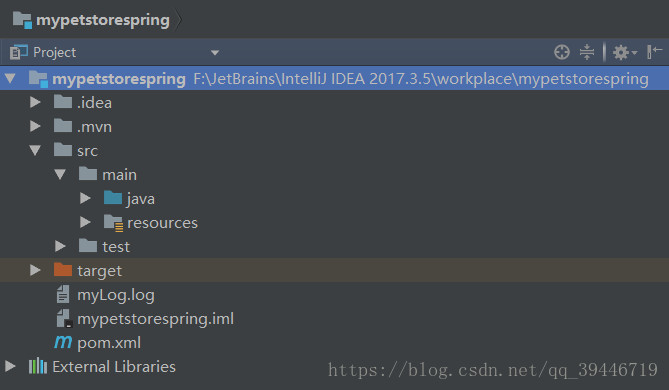 mypetstorespring
Project
mypetstorespring F:\JetBrains\IntelliJ IDEA 2017.3.5\workplace\mypetstorespring
.idea
.mvn
src
main
java
resources
test
target
myLog.log
mypetstorespring.iml
pom.xml
External Libraries
https://blog.csdn.net/qq_39446719